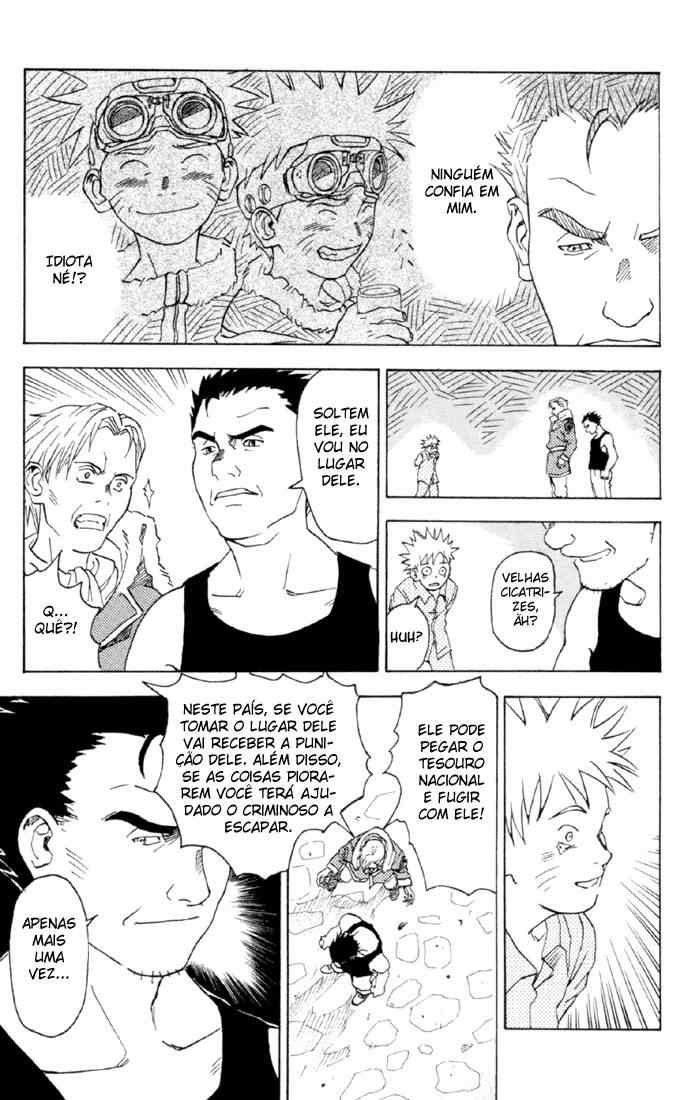 NINGUÉM
CONFIA EM
MIM.
IDIOTA
NÉ!?
VELHAS
CICATRI-
ZES,
ÄH?
HUH?
SOLTEM
ELE, EU
VOU NO
LUGAR
DELE.
Q...
QUÊ?!
ELE PODE
PEGAR O
TESOURO
NACIONAL
E FUGIR
COM ELE!
NESTE PAÍS, SE VOCÊ
TOMAR O LUGAR DELE
VAI RECEBER A PUNI-
ÇÃO DELE. ALÉM DISSO,
SE AS COISAS PIORA-
REM VOCÊ TERÁ AJU-
DADO O CRIMINOSO A
ESCAPAR.
APENAS
MAIS
UMA
VEZ...